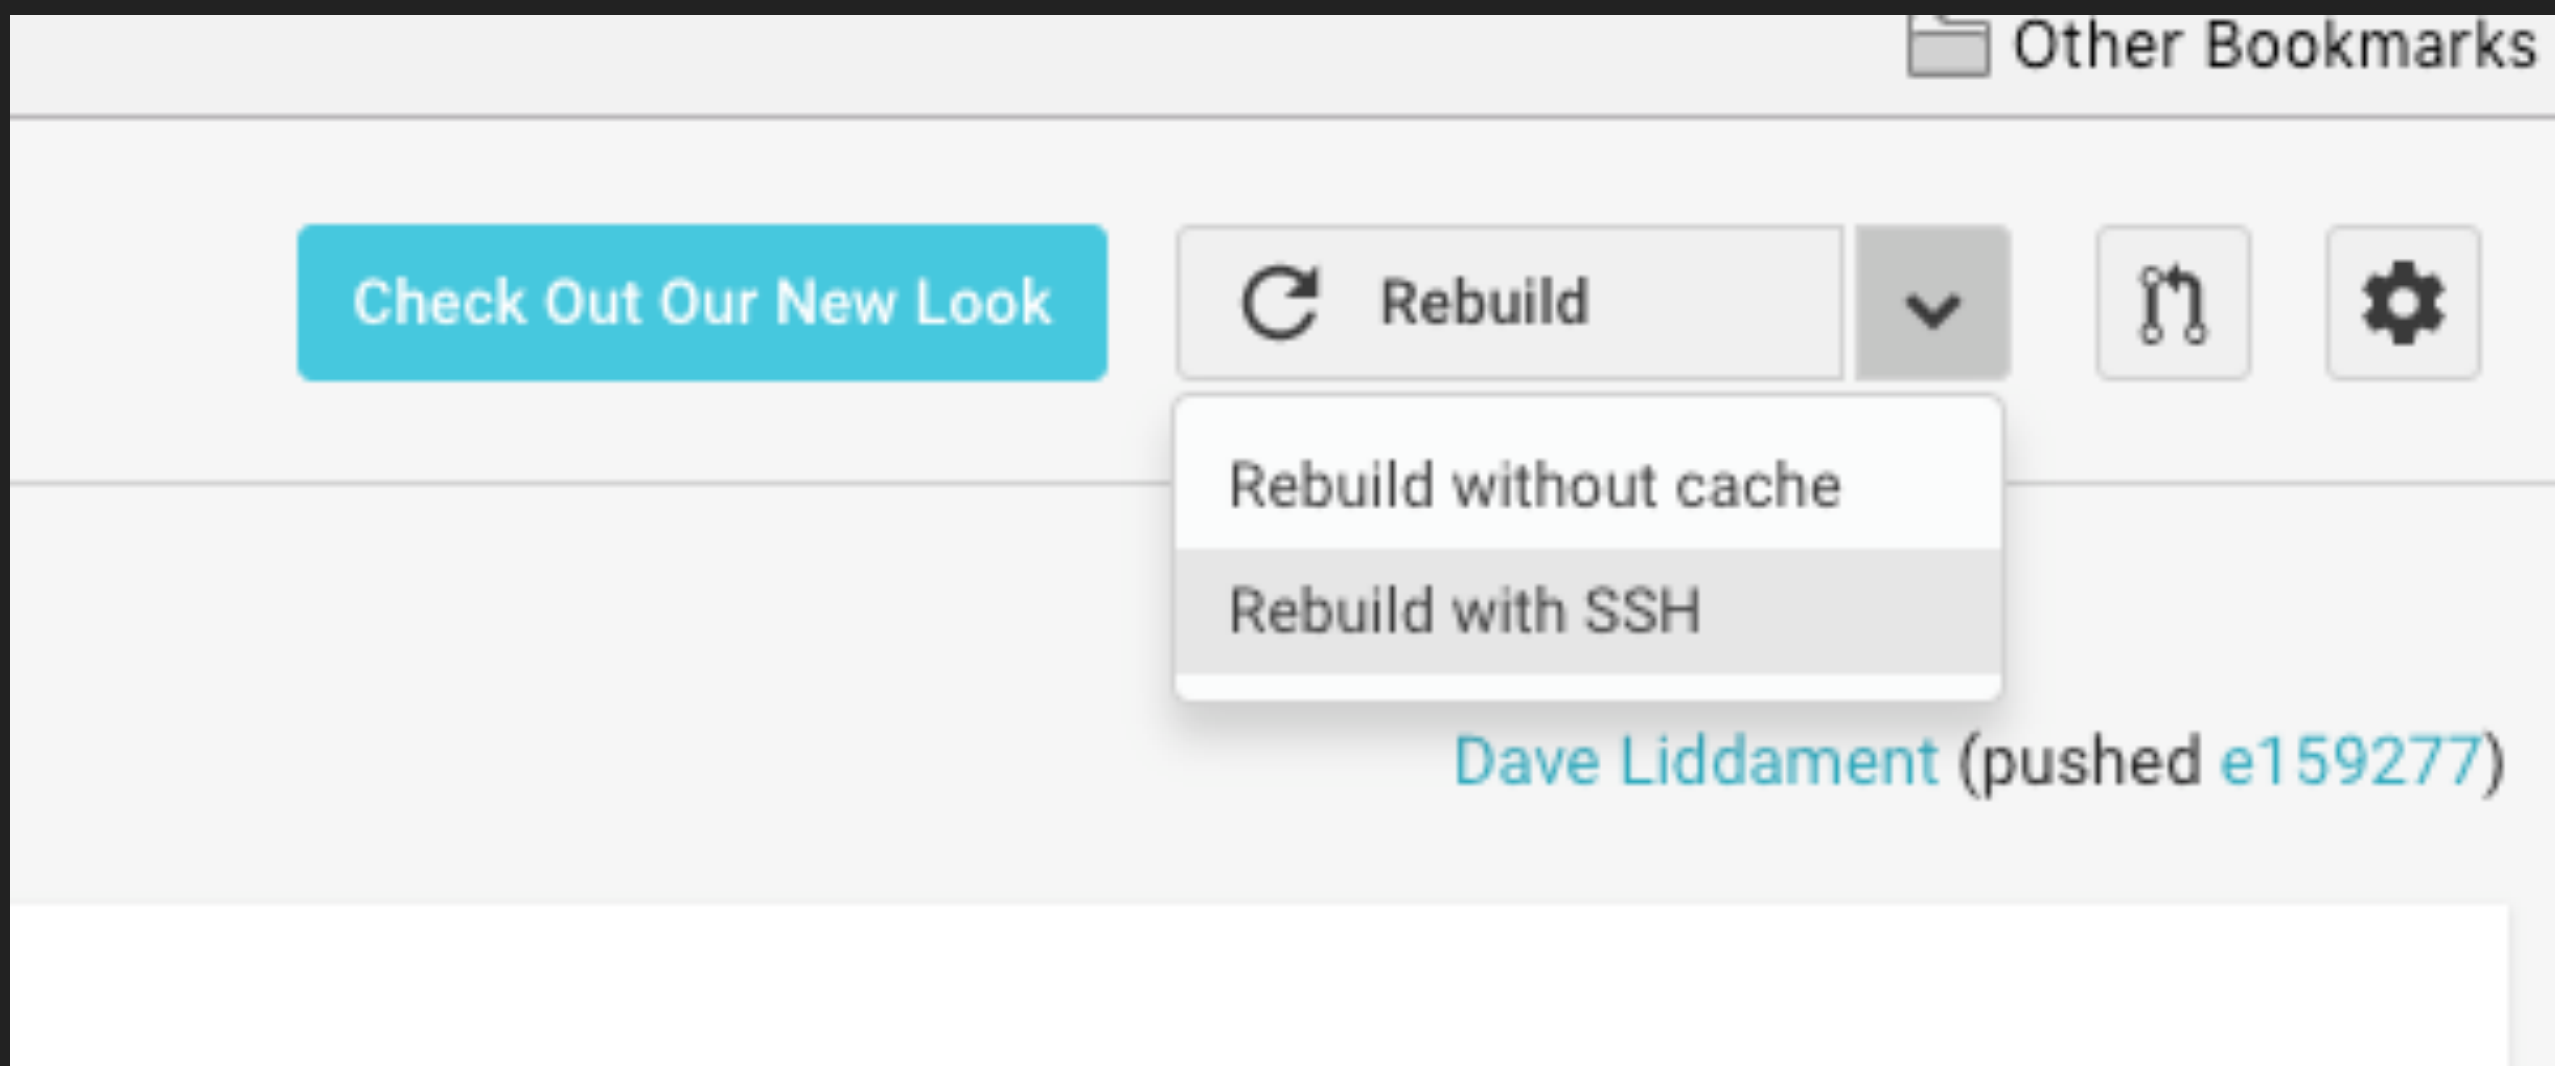 Other Bookmarks
Check Out Our New Look
Rebuild
Rebuild without cache
Rebuild with SSH
Dave Liddament (pushed e159277)